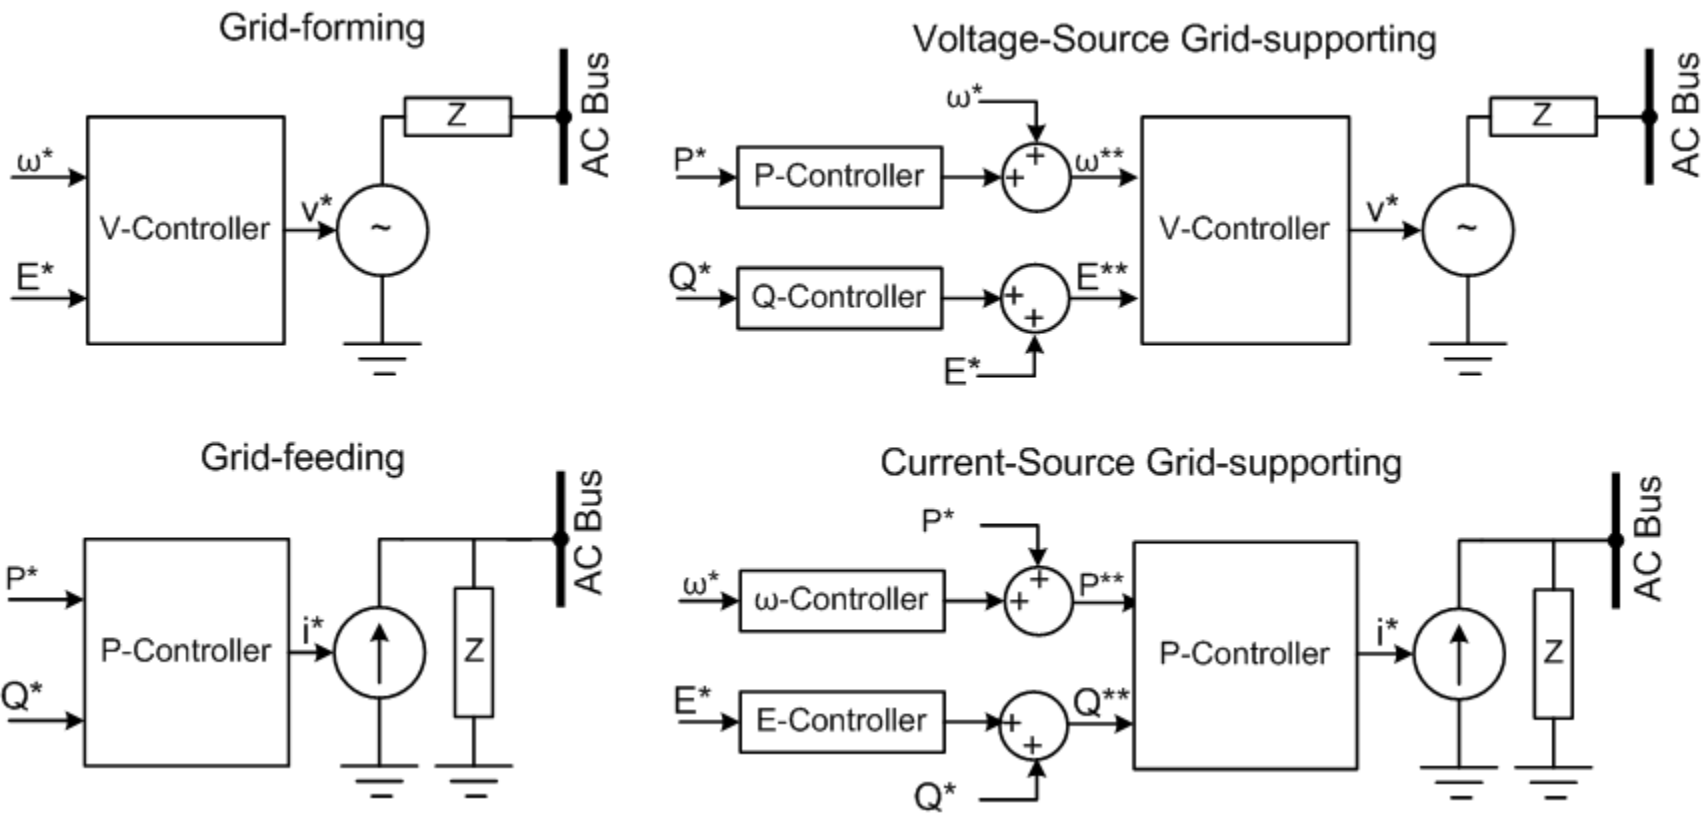 Grid-forming
ω*
E*
V-Controller
v*
~
Z
AC Bus
Voltage-Source Grid-supporting
ω*
P*
P-Controller
+
+
ω**
Q*
Q-Controller
+
+
E**
E*
V-Controller
v*
~
Z
AC Bus
Grid-feeding
P*
Q*
P-Controller
i*
Z
AC Bus
Current-Source Grid-supporting
P*
ω*
ω-Controller
+
+
P**
E*
E-Controller
+
+
Q**
Q*
P-Controller
i*
Z
AC Bus